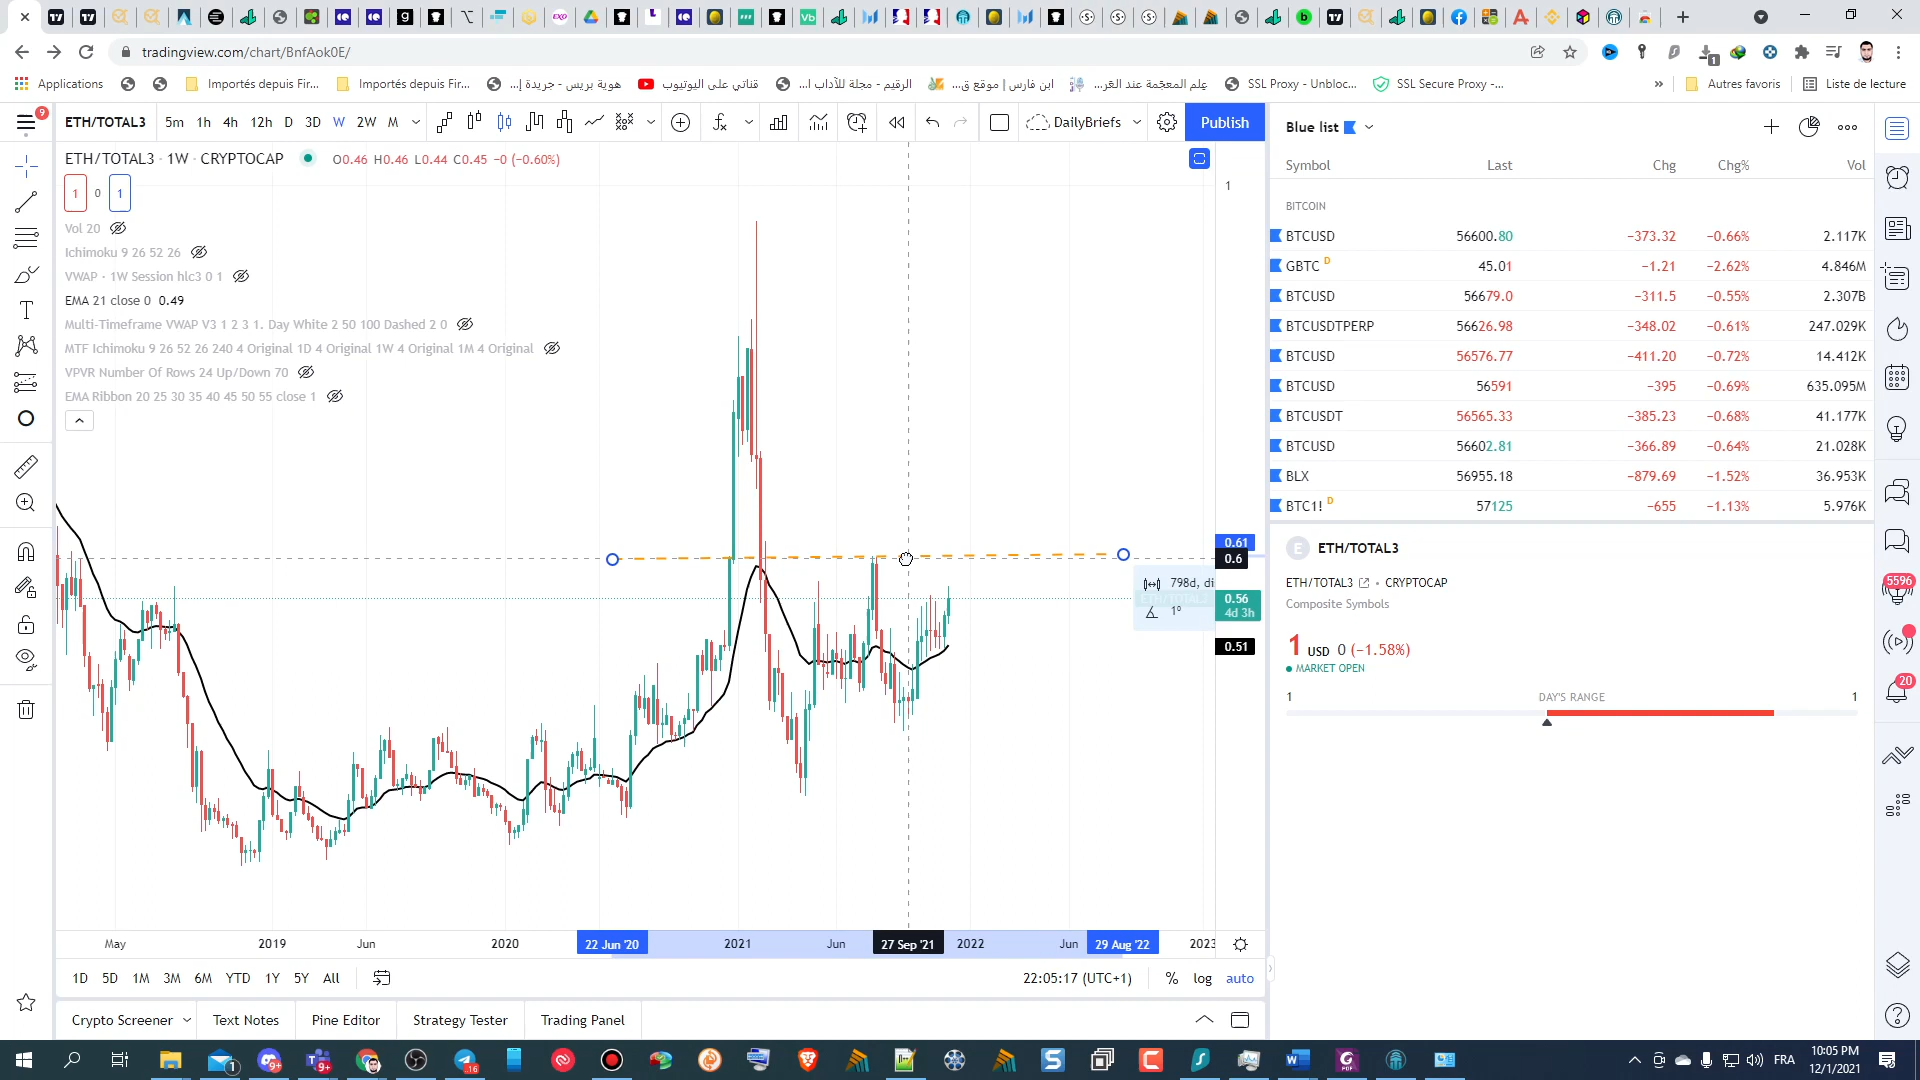 tradingview.com/chart/BnfAok0E/
Applications
Importés depuis Fir...
Importés depuis Fir...
هوية بريس - جريدة إ...
قناتي على اليوتيوب
الرقيم - مجلة للآداب ا...
ابن فارس | موقع ق...
علم المعجّمة عند العَر...
SSL Proxy - Unbloc...
SSL Secure Proxy -...
»
Autres favoris
Liste de lecture
9
ETH/TOTAL3 5m 1h 4h 12h D 3D W 2W M
DailyBriefs
Publish
ETH/TOTAL3 · 1W · CRYPTOCAP O0.46 H0.46 L0.44 C0.45 −0 (−0.60%)
1 0 1
Vol 20
Ichimoku 9 26 52 26
VWAP · 1W Session hlc3 0 1
EMA 21 close 0 0.49
Multi-Timeframe VWAP V3 1 2 3 1. Day White 2 50 100 Dashed 2 0
MTF Ichimoku 9 26 52 26 240 4 Original 1D 4 Original 1W 4 Original 1M 4 Original
VPVR Number Of Rows 24 Up/Down 70
EMA Ribbon 20 25 30 35 40 45 50 55 close 1
1
0.61
0.6
798d, di
1°
0.56
4d 3h
0.51
May 2019 Jun 2020 22 Jun '20 2021 Jun 27 Sep '21 2022 Jun 29 Aug '22 2023
1D 5D 1M 3M 6M YTD 1Y 5Y All
22:05:17 (UTC+1) % log auto
Crypto Screener Text Notes Pine Editor Strategy Tester Trading Panel
Blue list
Symbol Last Chg Chg% Vol
BITCOIN
BTCUSD 56600.80 −373.32 −0.66% 2.117K
GBTC D 45.01 −1.21 −2.62% 4.846M
BTCUSD 56679.0 −311.5 −0.55% 2.307B
BTCUSDTPERP 56626.98 −348.02 −0.61% 247.029K
BTCUSD 56576.77 −411.20 −0.72% 14.412K
BTCUSD 56591 −395 −0.69% 635.095M
BTCUSDT 56565.33 −385.23 −0.68% 41.177K
BTCUSD 56602.81 −366.89 −0.64% 21.028K
BLX 56955.18 −879.69 −1.52% 36.953K
BTC1! D 57125 −655 −1.13% 5.976K
E ETH/TOTAL3
ETH/TOTAL3 • CRYPTOCAP
Composite Symbols
1 USD 0 (−1.58%)
MARKET OPEN
1 DAY'S RANGE 1
5596
20
FRA
10:05 PM
12/1/2021